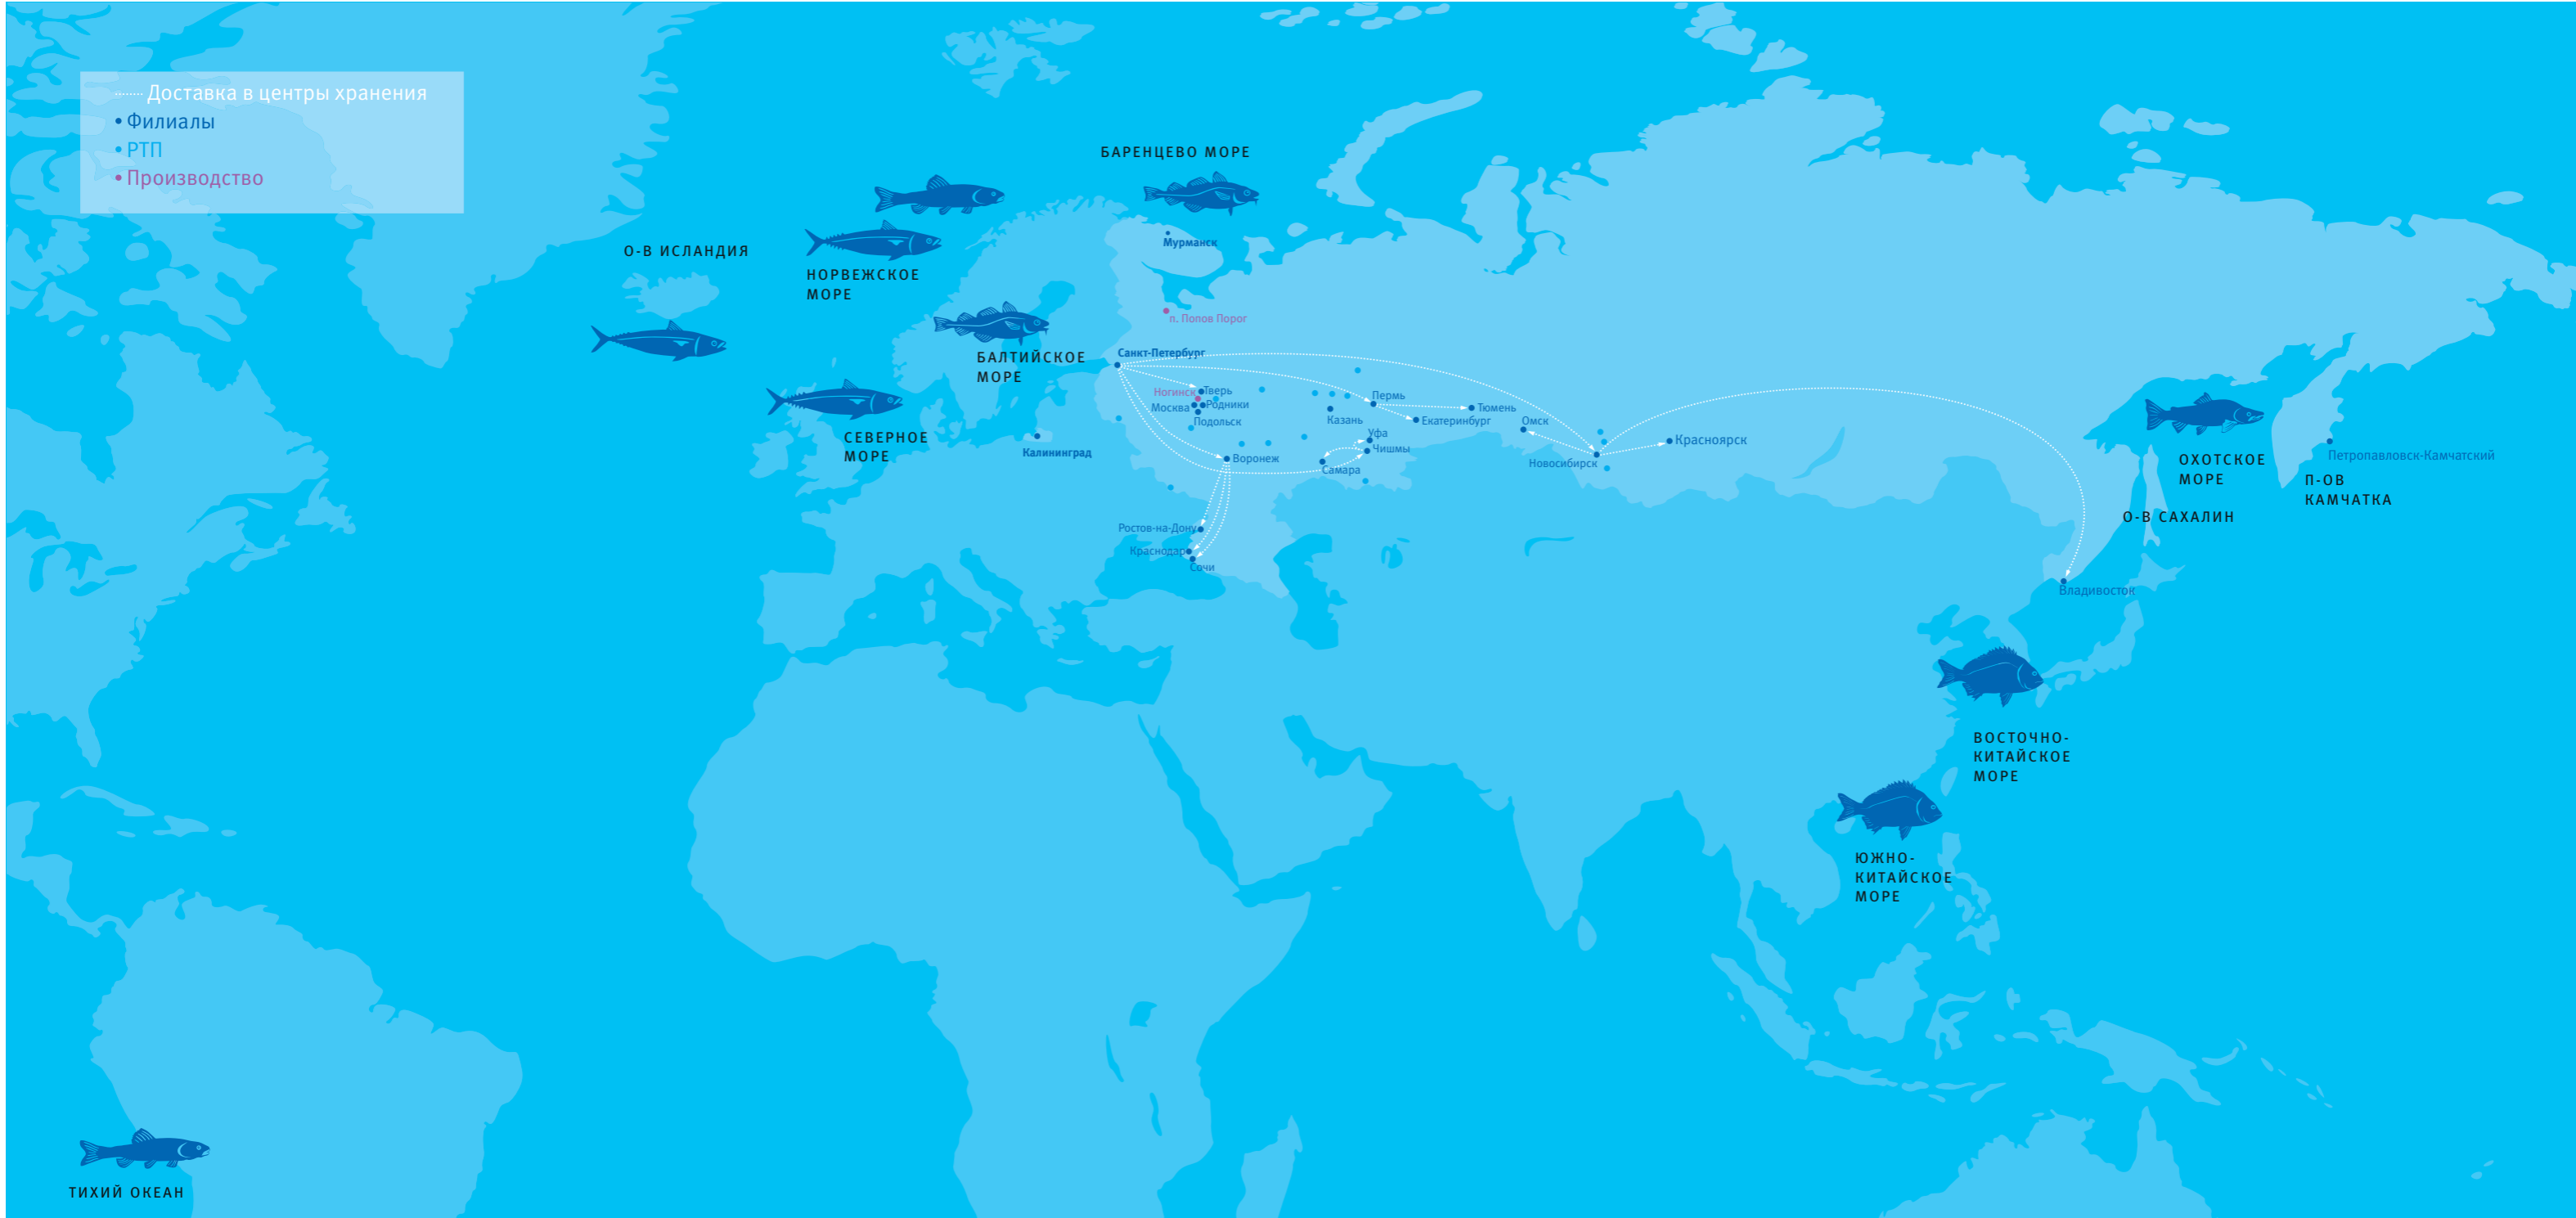 Доставка в центры хранения
Филиалы
РТП
Производство
БАРЕНЦЕВО МОРЕ
Мурманск
О-В ИСЛАНДИЯ
НОРВЕЖСКОЕ
МОРЕ
п. Попов Порог
БАЛТИЙСКОЕ
МОРЕ
Санкт-Петербург
Ногинск
Тверь
Москва
Родники
Подольск
СЕВЕРНОЕ
МОРЕ
Калининград
Воронеж
Казань
Пермь
Тюмень
Екатеринбург
Уфа
Чишмы
Самара
Омск
Новосибирск
Красноярск
Ростов-на-Дону
Краснодар
Сочи
Петропавловск-Камчатский
ОХОТСКОЕ
МОРЕ
П-ОВ
КАМЧАТКА
О-В САХАЛИН
Владивосток
ВОСТОЧНО-
КИТАЙСКОЕ
МОРЕ
ЮЖНО-
КИТАЙСКОЕ
МОРЕ
ТИХИЙ ОКЕАН